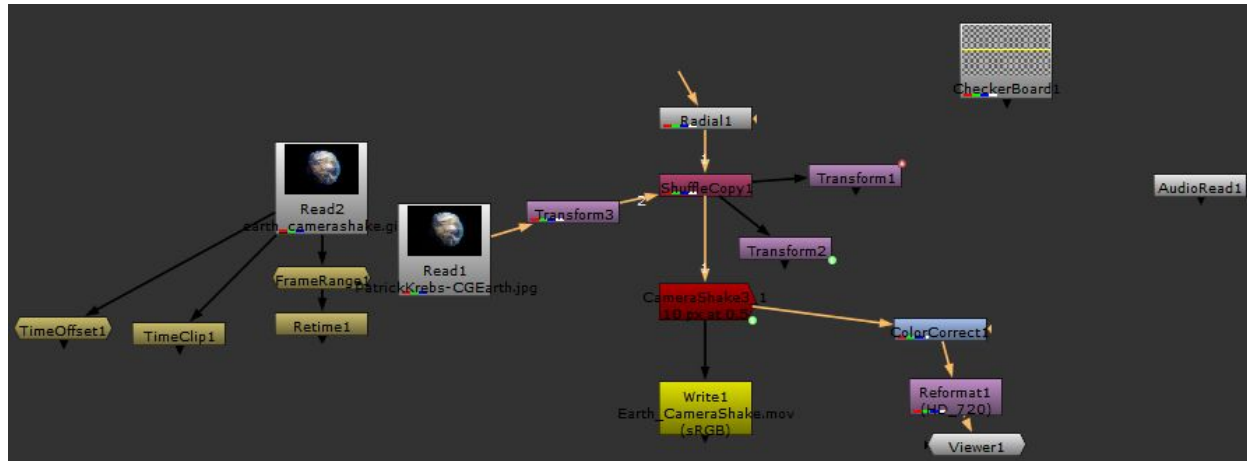 CheckerBoard1
Radial1
ShuffleCopy1
Transform1
AudioRead1
Read2
earth_camerashake.gi
Transform3
2
Transform2
Read1
PatrickKrebs-CGEarth.jpg
FrameRange1
CameraShake3_1
10 px at 0.5
TimeOffset1
TimeClip1
Retime1
ColorCorrect1
Write1
Earth_CameraShake.mov
(sRGB)
Reformat1
(HD_720)
Viewer1